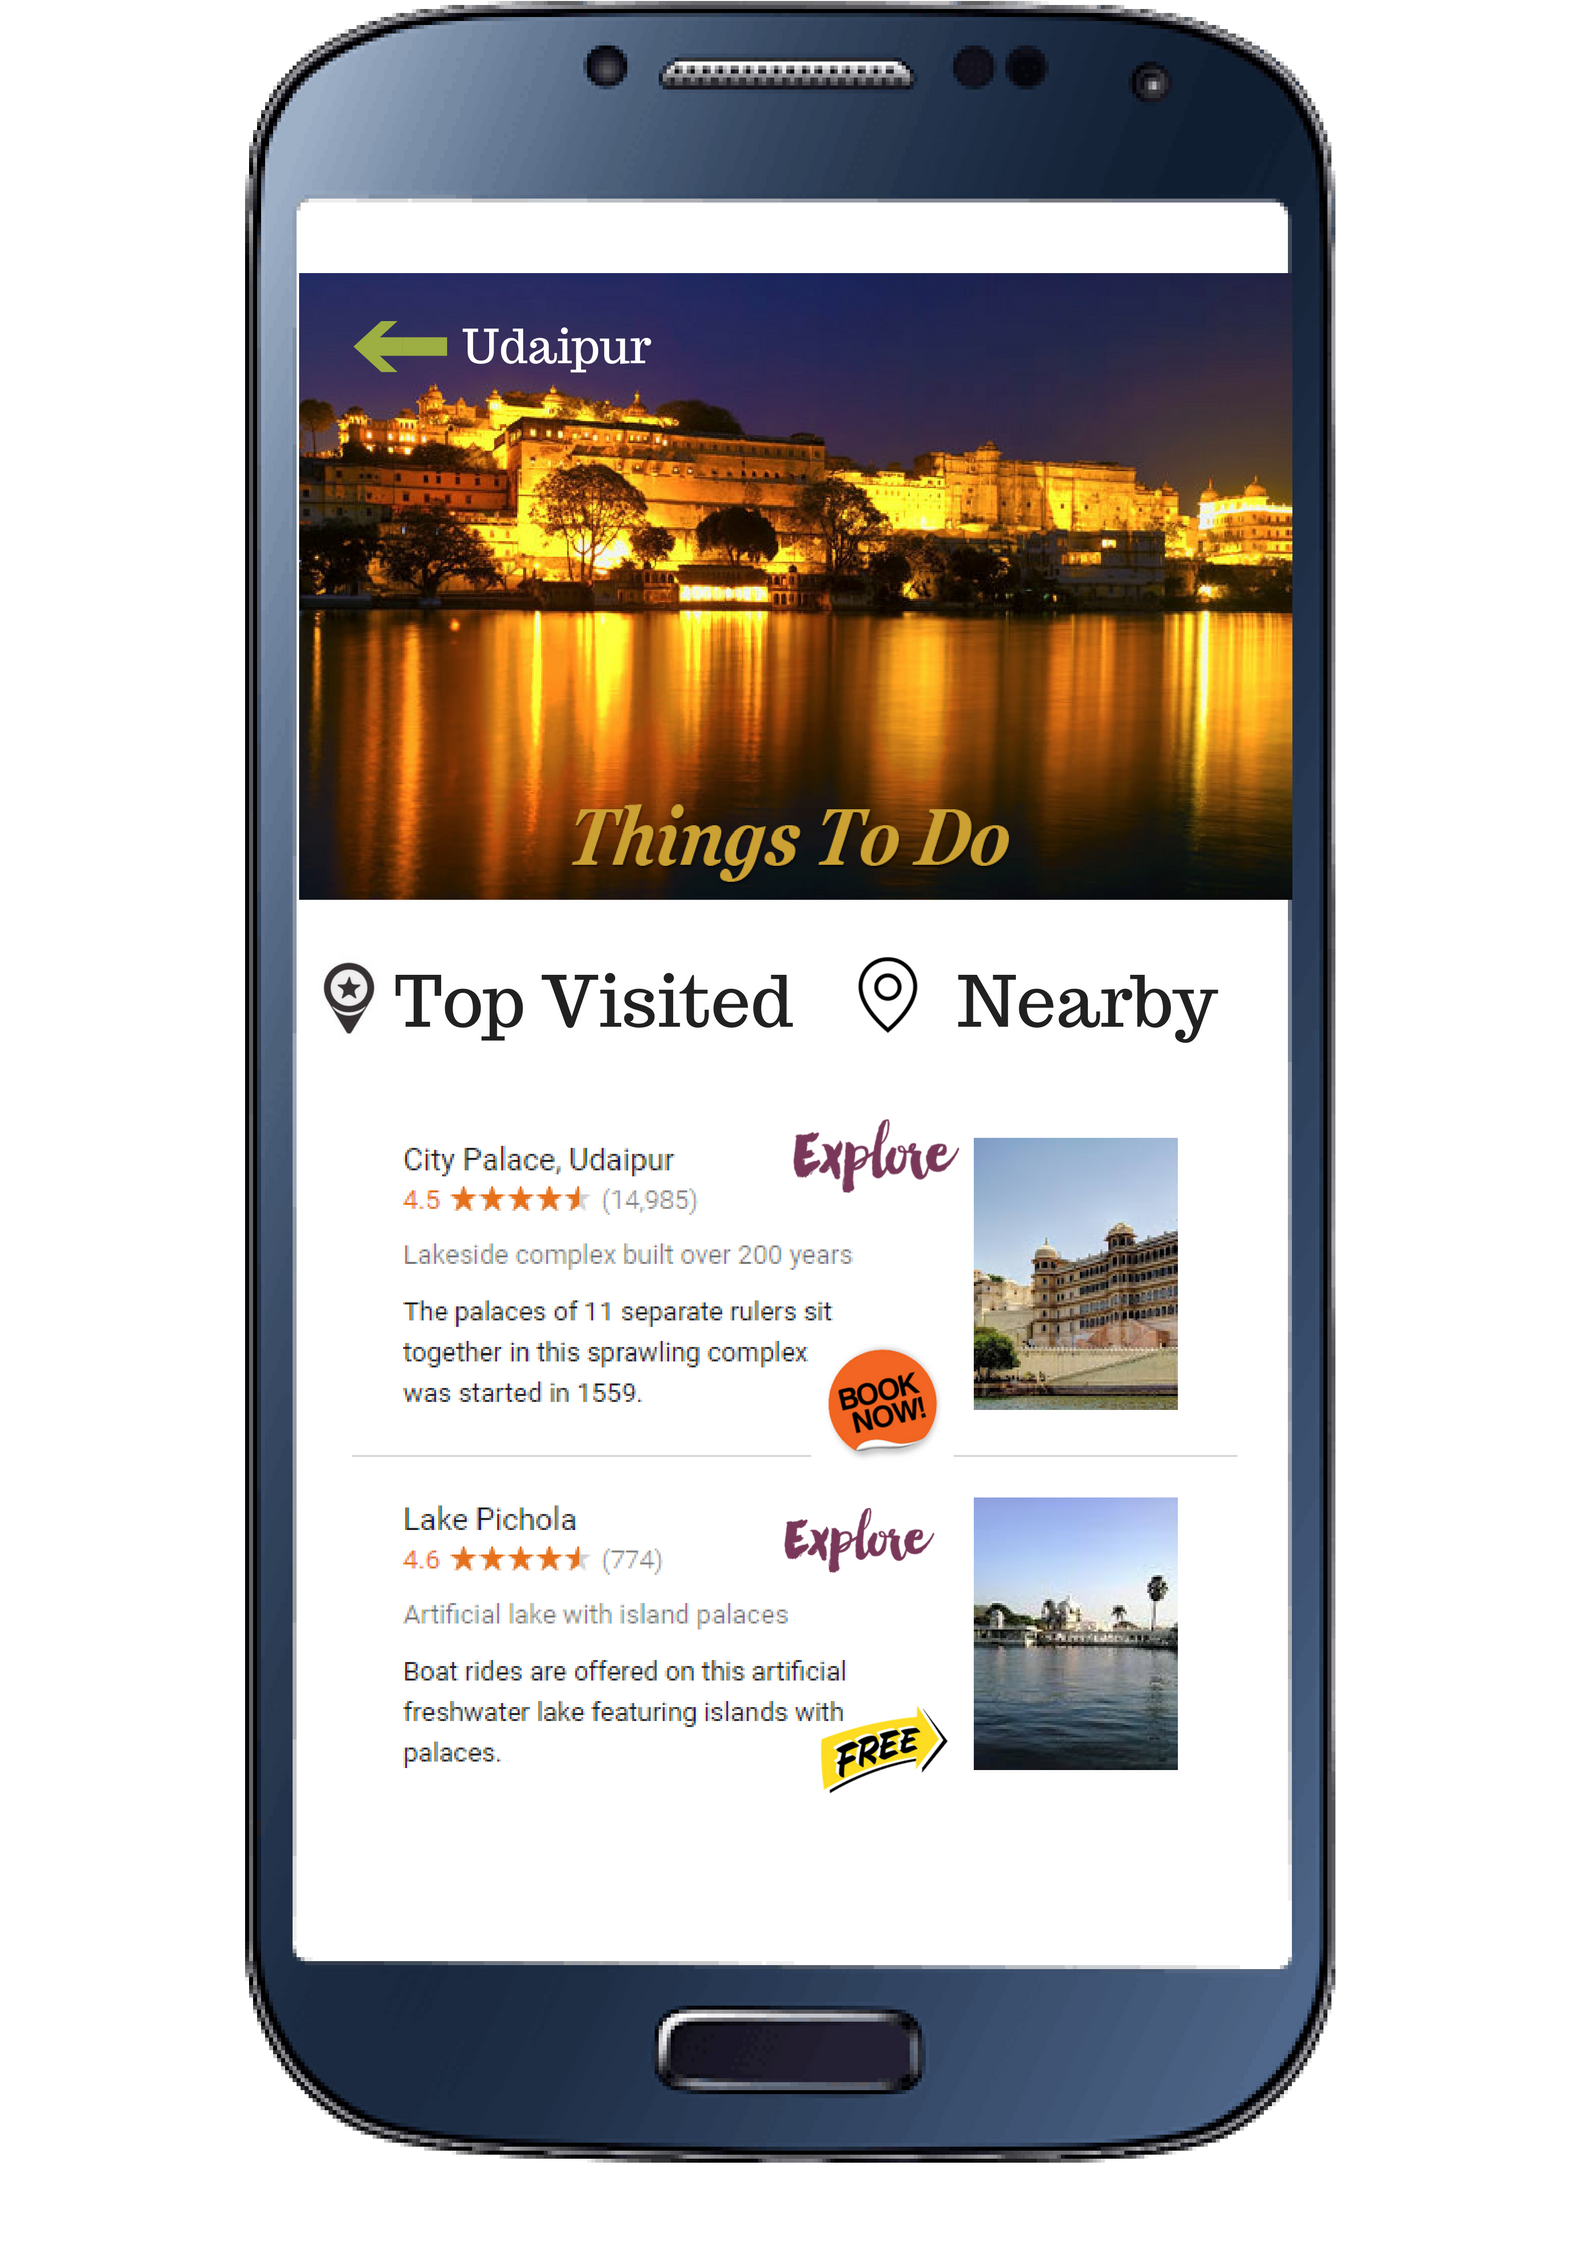 Udaipur
Things To Do
Top Visited
Nearby
City Palace, Udaipur
Explore
4.5 ★★★★★ (14,985)
Lakeside complex built over 200 years
The palaces of 11 separate rulers sit
together in this sprawling complex
was started in 1559.
BOOK
NOW!
Lake Pichola
Explore
4.6 ★★★★★ (774)
Artificial lake with island palaces
Boat rides are offered on this artificial
freshwater lake featuring islands with
palaces.
FREE